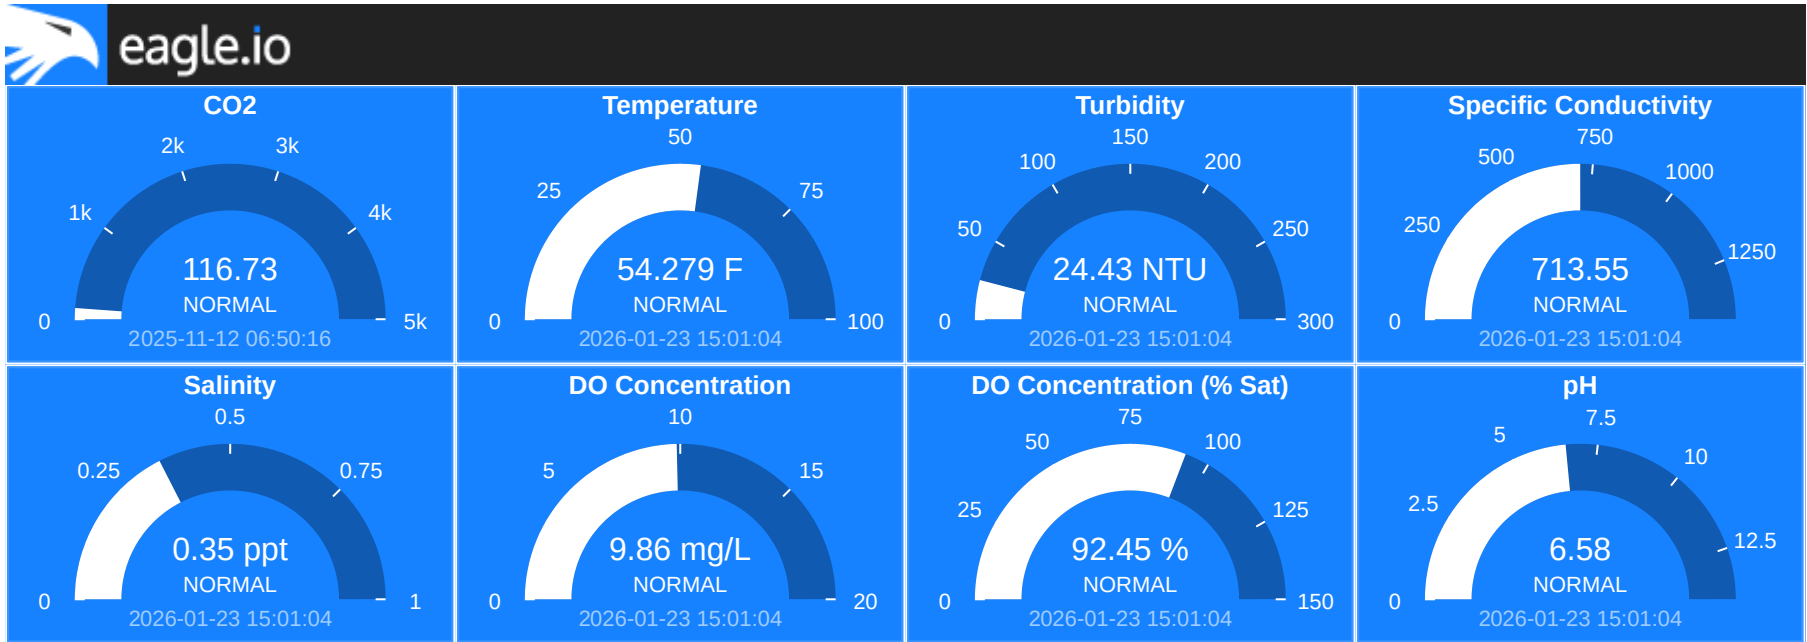 eagle.io
CO2
0
1k
2k
3k
4k
5k
116.73
NORMAL
2025-11-12 06:50:16
Temperature
0
25
50
75
100
54.279 F
NORMAL
2026-01-23 15:01:04
Turbidity
0
50
100
150
200
250
300
24.43 NTU
NORMAL
2026-01-23 15:01:04
Specific Conductivity
0
250
500
750
1000
1250
713.55
NORMAL
2026-01-23 15:01:04
Salinity
0
0.25
0.5
0.75
1
0.35 ppt
NORMAL
2026-01-23 15:01:04
DO Concentration
0
5
10
15
20
9.86 mg/L
NORMAL
2026-01-23 15:01:04
DO Concentration (% Sat)
0
25
50
75
100
125
150
92.45 %
NORMAL
2026-01-23 15:01:04
pH
0
2.5
5
7.5
10
12.5
6.58
NORMAL
2026-01-23 15:01:04